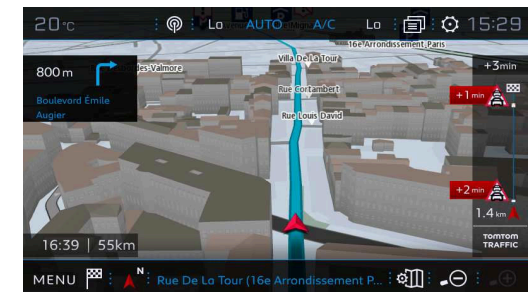 20°C
Lo
AUTO
A/C
Lo
15:29
16e Arrondissement Paris
Villa De La Tour
des-Valmore
Rue Cortambert
Rue Louis David
800 m
Boulevard Émile
Augier
+3min
+1 min
+2 min
1.4 km
TOMTOM
TRAFFIC
16:39 | 55km
MENU
N
Rue De La Tour (16e Arrondissement P...